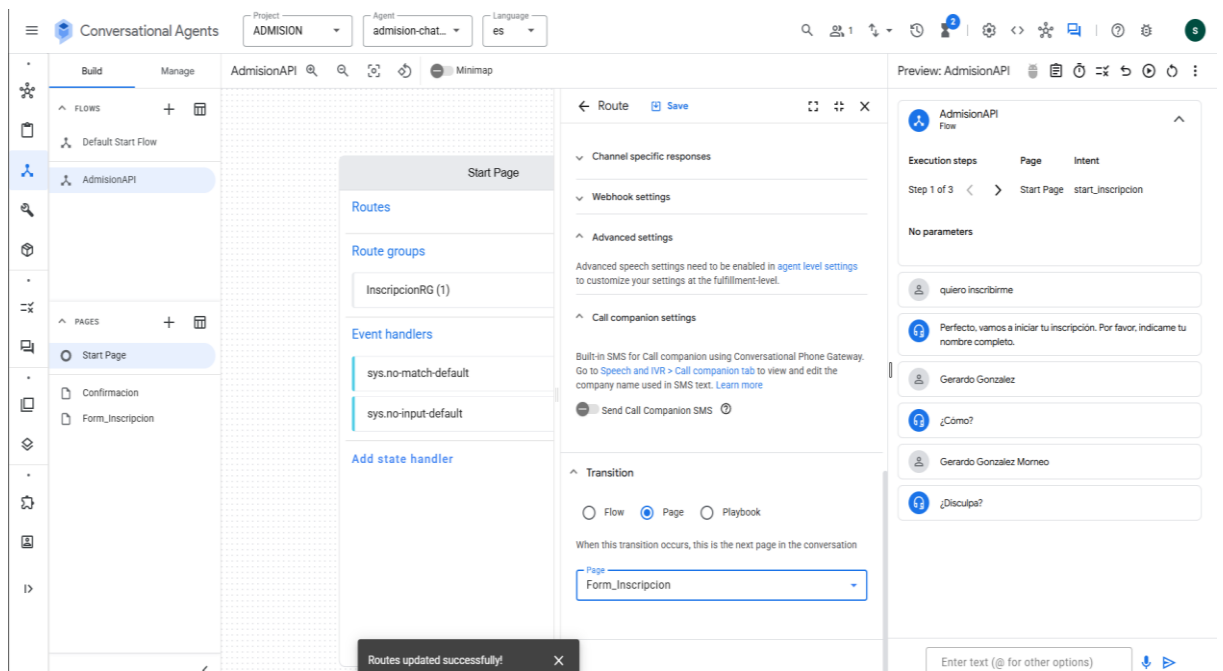 Conversational Agents
Project
ADMISION
Agent
admision-chat...
Language
es
1
2
S
Build
Manage
AdmisionAPI
Minimap
Preview: AdmisionAPI
FLOWS
Default Start Flow
AdmisionAPI
PAGES
Start Page
Confirmacion
Form_Inscripcion
Start Page
Routes
Route groups
InscripcionRG (1)
Event handlers
sys.no-match-default
sys.no-input-default
Add state handler
Route
Save
Channel specific responses
Webhook settings
Advanced settings
Advanced speech settings need to be enabled in agent level settings
to customize your settings at the fulfillment-level.
Call companion settings
Built-in SMS for Call companion using Conversational Phone Gateway.
Go to Speech and IVR > Call companion tab to view and edit the
company name used in SMS text. Learn more
Send Call Companion SMS
Transition
Flow
Page
Playbook
When this transition occurs, this is the next page in the conversation
Page
Form_Inscripcion
Routes updated successfully!
AdmisionAPI
Flow
Execution steps
Page
Intent
Step 1 of 3
Start Page
start_inscripcion
No parameters
quiero inscribirme
Perfecto, vamos a iniciar tu inscripción. Por favor, indícame tu
nombre completo.
Gerardo Gonzalez
¿Cómo?
Gerardo Gonzalez Morneo
¿Disculpa?
Enter text (@ for other options)